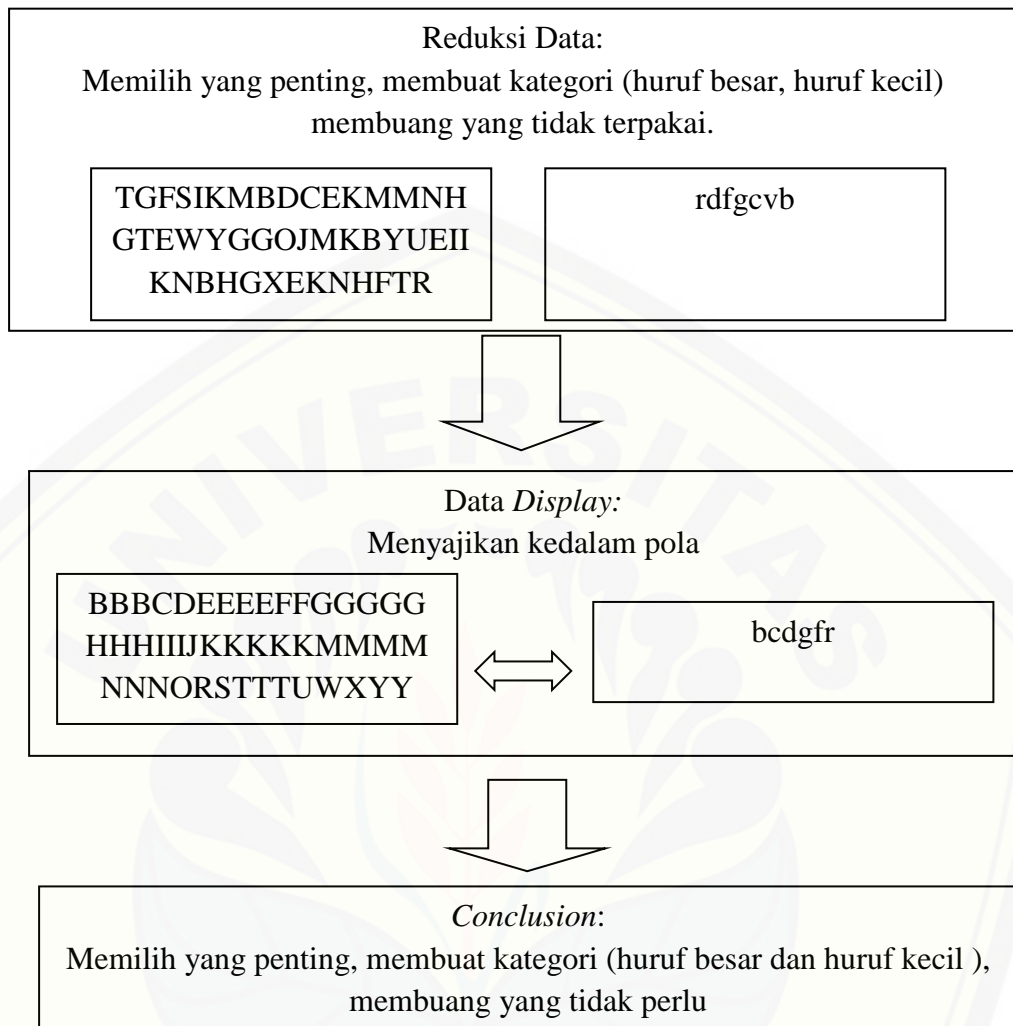 Reduksi Data:
Memilih yang penting, membuat kategori (huruf besar, huruf kecil)
membuang yang tidak terpakai.
TGFSIKMBDCEKMMNH
GTEWYGGOJMKBYUEII
KNBHGXEKNHFTR
rdfgcvb
UNIVERSITAS
Data Display:
Menyajikan kedalam pola
BBBCDEEEEFFGGGGG
HHHIIIJKKKKKMMMM
NNNORSTTTUWXYY
bcdgfr
Conclusion:
Memilih yang penting, membuat kategori (huruf besar dan huruf kecil ),
membuang yang tidak perlu